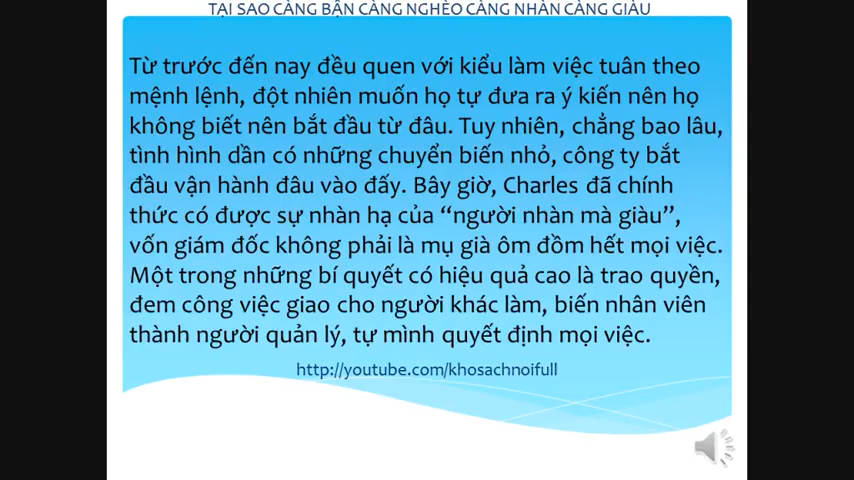 TẠI SAO CÀNG BẬN CÀNG NGHÈO CÀNG NHÀN CÀNG GIÀU
Từ trước đến nay đều quen với kiểu làm việc tuân theo
mệnh lệnh, đột nhiên muốn họ tự đưa ra ý kiến nên họ
không biết nên bắt đầu từ đâu. Tuy nhiên, chẳng bao lâu,
tình hình dần có những chuyển biến nhỏ, công ty bắt
đầu vận hành đâu vào đấy. Bây giờ, Charles đã chính
thức có được sự nhàn hạ của “người nhàn mà giàu”,
vốn giám đốc không phải là mụ già ôm đồm hết mọi việc.
Một trong những bí quyết có hiệu quả cao là trao quyền,
đem công việc giao cho người khác làm, biến nhân viên
thành người quản lý, tự mình quyết định mọi việc.
http://youtube.com/khosachnoifull